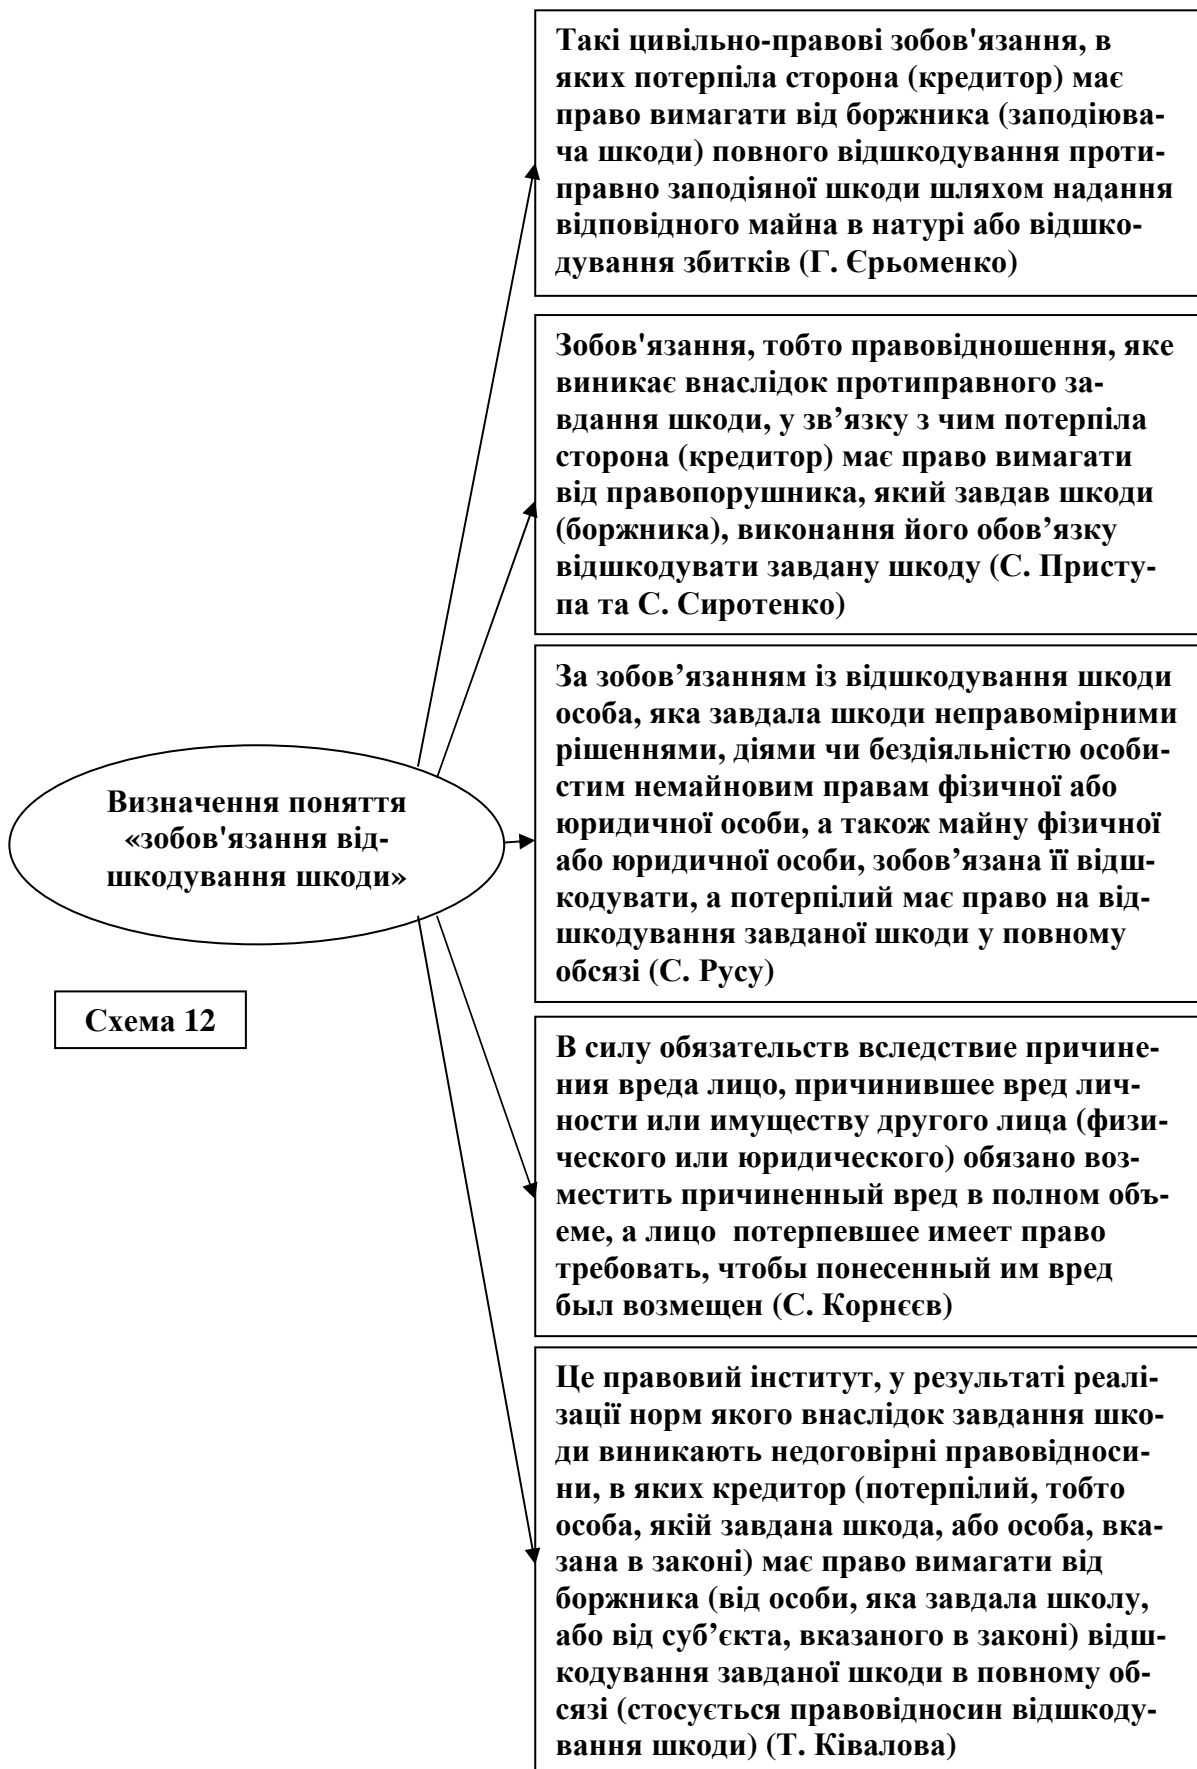 Такі цивільно-правові зобов'язання, в
яких потерпіла сторона (кредитор) має
право вимагати від боржника (заподіюва-
ча шкоди) повного відшкодування проти-
правно заподіяної шкоди шляхом надання
відповідного майна в натурі або відшко-
дування збитків (Г. Єрьоменко)
Зобов'язання, тобто правовідношення, яке
виникає внаслідок протиправного за-
вдання шкоди, у зв’язку з чим потерпіла
сторона (кредитор) має право вимагати
від правопорушника, який завдав шкоди
(боржника), виконання його обов’язку
відшкодувати завдану шкоду (С. Присту-
па та С. Сиротенко)
За зобов’язанням із відшкодування шкоди
особа, яка завдала шкоди неправомірними
рішеннями, діями чи бездіяльністю особи-
стим немайновим правам фізичної або
юридичної особи, а також майну фізичної
або юридичної особи, зобов’язана її відш-
кодувати, а потерпілий має право на від-
шкодування завданої шкоди у повному
обсязі (С. Русу)
Визначення поняття
«зобов'язання від-
шкодування шкоди»
Схема 12
В силу обязательств вследствие причине-
ния вреда лицо, причинившее вред лич-
ности или имуществу другого лица (физи-
ческого или юридического) обязано воз-
местить причиненный вред в полном объ-
еме, а лицо  потерпевшее имеет право
требовать, чтобы понесенный им вред
был возмещен (С. Корнєєв)
Це правовий інститут, у результаті реалі-
зації норм якого внаслідок завдання шко-
ди виникають недоговірні правовідноси-
ни, в яких кредитор (потерпілий, тобто
особа, якій завдана шкода, або особа, вка-
зана в законі) має право вимагати від
боржника (від особи, яка завдала школу,
або від суб’єкта, вказаного в законі) відш-
кодування завданої шкоди в повному об-
сязі (стосується правовідносин відшкоду-
вання шкоди) (Т. Ківалова)